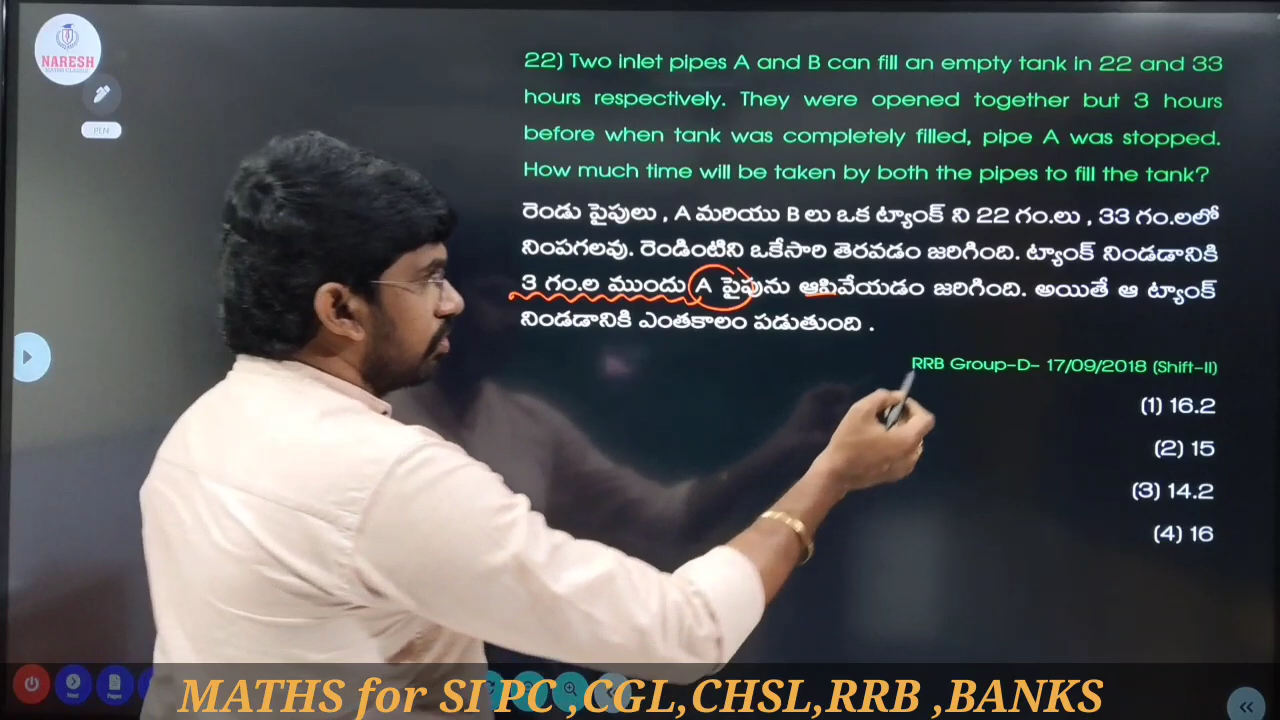 NARESH
MATHS CLASSES
PEN
22) Two inlet pipes A and B can fill an empty tank in 22 and 33
hours respectively. They were opened together but 3 hours
before when tank was completely filled, pipe A was stopped.
How much time will be taken by both the pipes to fill the tank?
రెండు పైపులు , A మరియు B లు ఒక ట్యాంక్ ని 22 గం.లు , 33 గం.లలో
నింపగలవు. రెండింటిని ఒకేసారి తెరవడం జరిగింది. ట్యాంక్ నిండడానికి
3 గం.ల ముందు A పైపును ఆపివేయడం జరిగింది. అయితే ఆ ట్యాంక్
నిండడానికి ఎంతకాలం పడుతుంది .
RRB Group-D- 17/09/2018 (Shift-II)
(1) 16.2
(2) 15
(3) 14.2
(4) 16
Next
Pages
MATHS for SI PC ,CGL,CHSL,RRB ,BANKS